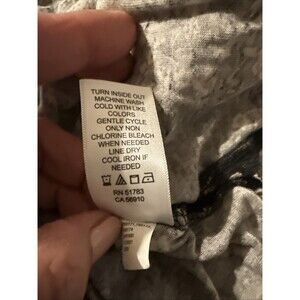 TURN INSIDE OUT
MACHINE WASH
COLD WITH LIKE
COLORS
GENTLE CYCLE
ONLY NON
CHLORINE BLEACH
WHEN NEEDED
LINE DRY
COOL IRON IF
NEEDED
RN 61783
CA 56910